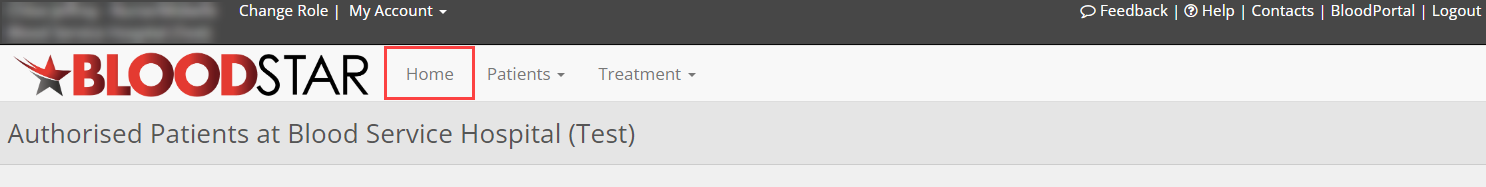 Change Role | My Account
Feedback | Help | Contacts | BloodPortal | Logout
BLOODSTAR Home Patients Treatment
Authorised Patients at Blood Service Hospital (Test)